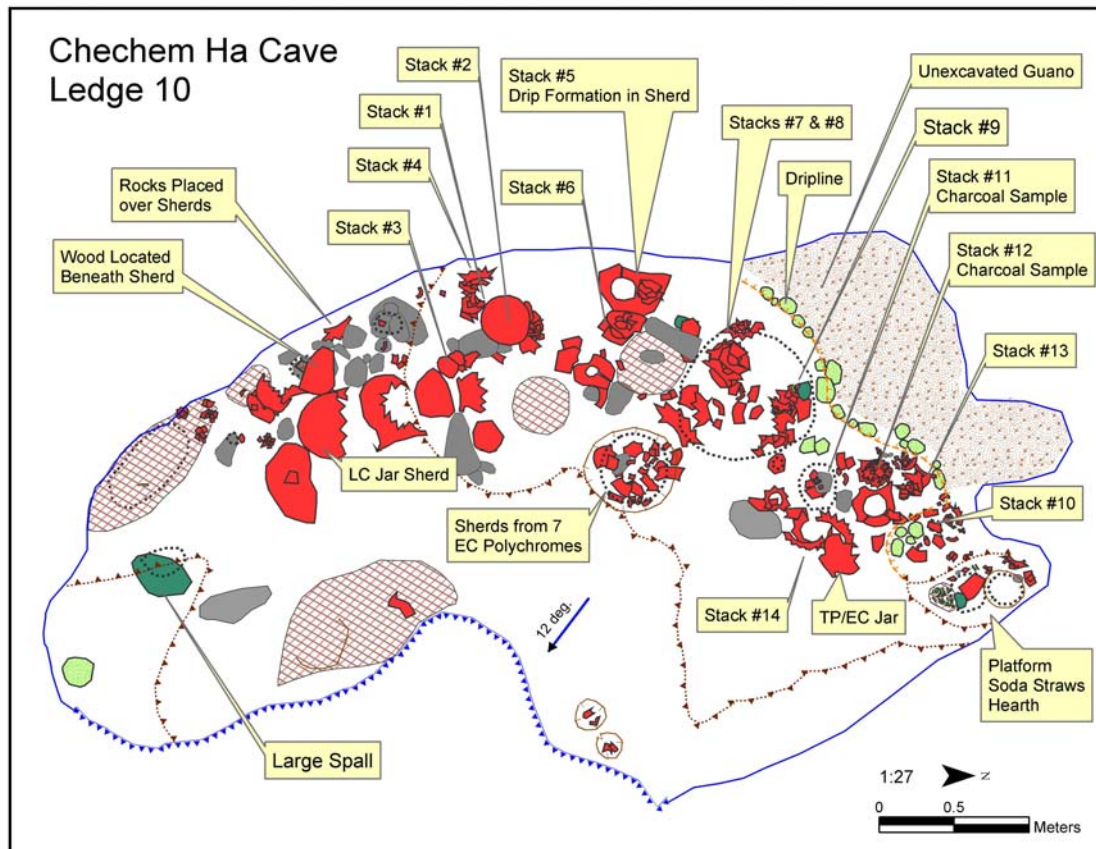 Chechem Ha Cave
Ledge 10
Stack #2
Stack #1
Stack #4
Rocks Placed
over Sherds
Stack #3
Wood Located
Beneath Sherd
Stack #5
Drip Formation in Sherd
Stack #6
Stacks #7 & #8
Unexcavated Guano
Stack #9
Dripline
Stack #11
Charcoal Sample
Stack #12
Charcoal Sample
Stack #13
LC Jar Sherd
Sherds from 7
EC Polychromes
Stack #10
Stack #14
TP/EC Jar
Platform
Soda Straws
Hearth
12 deg.
Large Spall
1:27
N
0 0.5
Meters